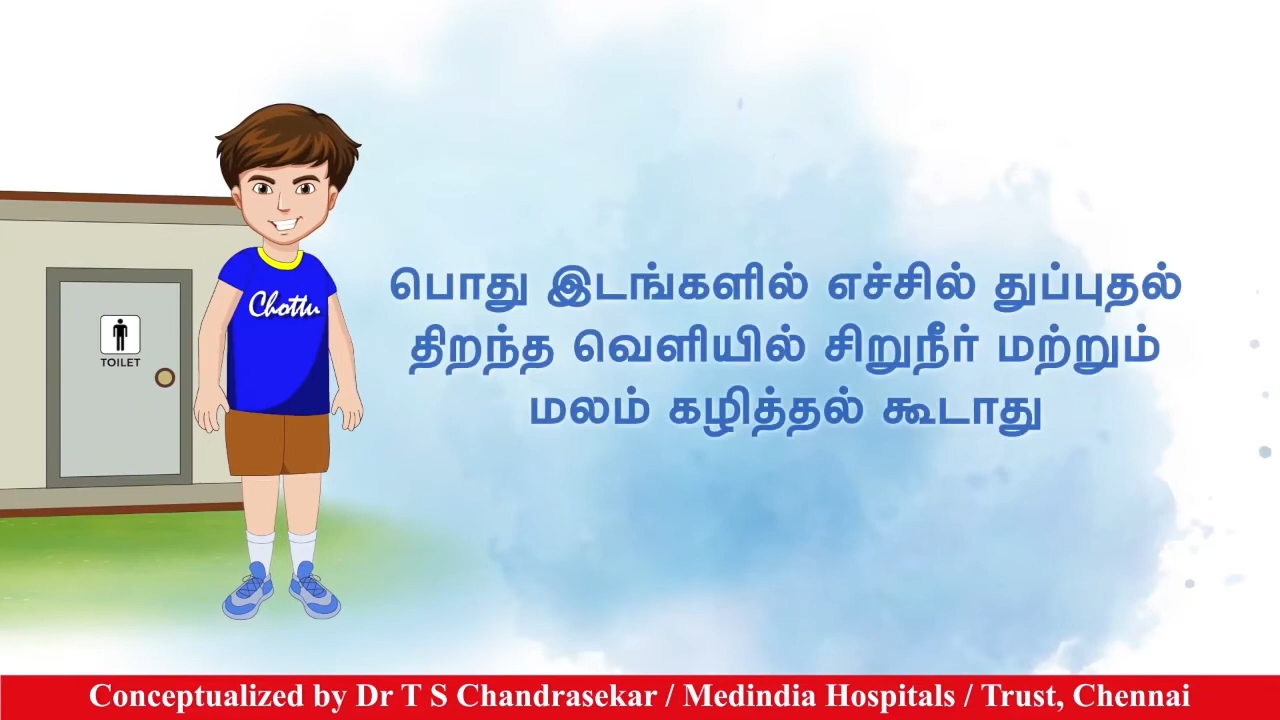 TOILET
Chottu
பொது இடங்களில் எச்சில் துப்புதல்
திறந்த வெளியில் சிறுநீர் மற்றும்
மலம் கழித்தல் கூடாது
Conceptualized by Dr T S Chandrasekar / Medindia Hospitals / Trust, Chennai